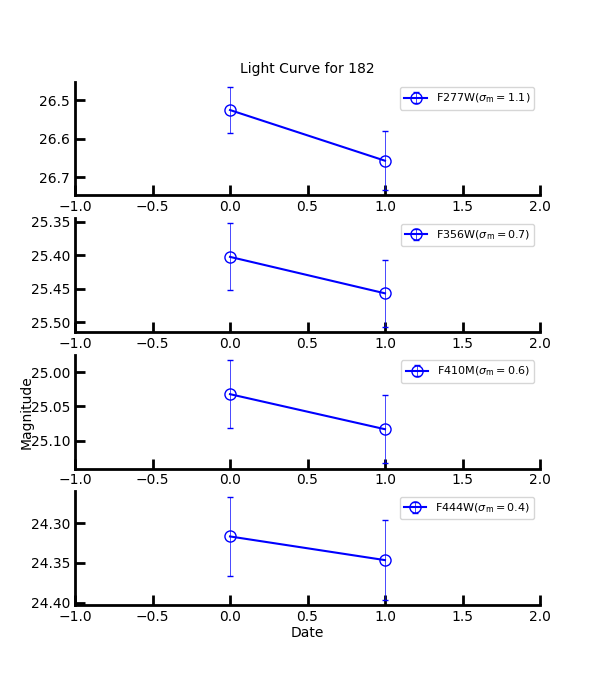 Light Curve for 182
F277W(σm = 1.1)
26.5
26.6
26.7
−1.0 −0.5 0.0 0.5 1.0 1.5 2.0
F356W(σm = 0.7)
25.35
25.40
25.45
25.50
−1.0 −0.5 0.0 0.5 1.0 1.5 2.0
F410M(σm = 0.6)
25.00
25.05
25.10
−1.0 −0.5 0.0 0.5 1.0 1.5 2.0
Magnitude
F444W(σm = 0.4)
24.30
24.35
24.40
−1.0 −0.5 0.0 0.5 1.0 1.5 2.0
Date